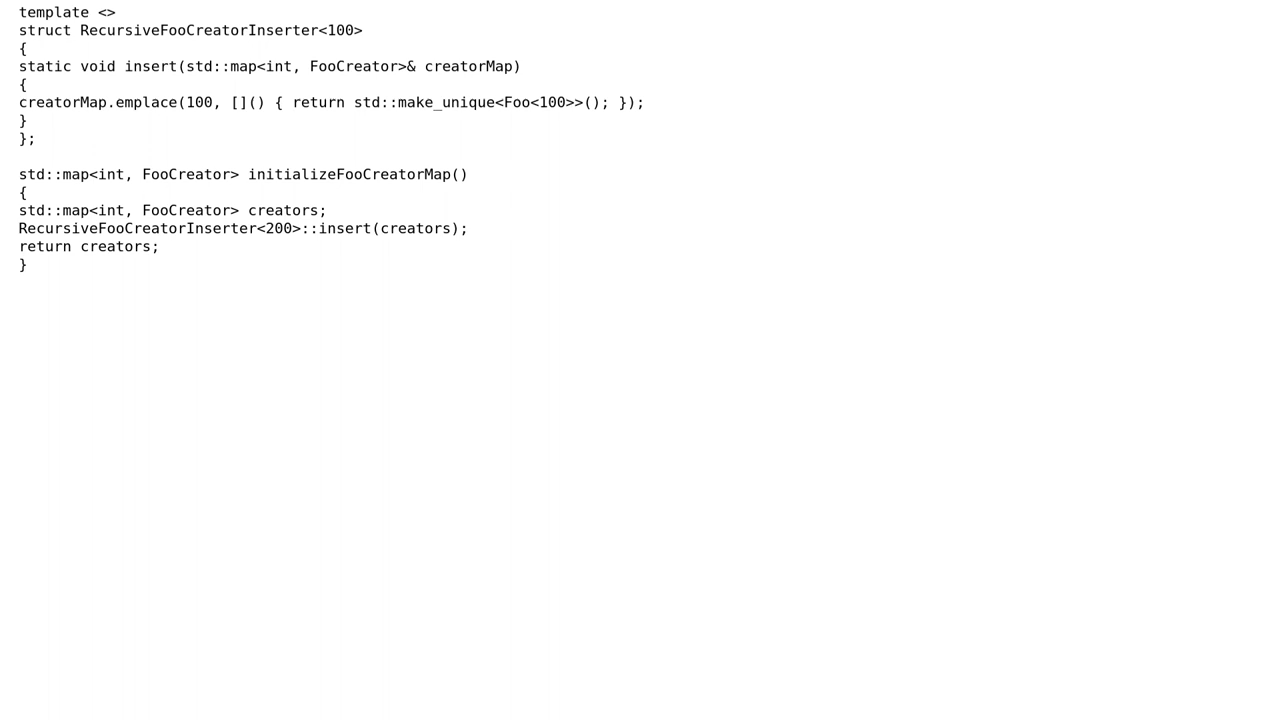 template <>
struct RecursiveFooCreatorInserter<100>
{
static void insert(std::map<int, FooCreator>& creatorMap)
{
creatorMap.emplace(100, []() { return std::make_unique<Foo<100>>(); });
}
};

std::map<int, FooCreator> initializeFooCreatorMap()
{
std::map<int, FooCreator> creators;
RecursiveFooCreatorInserter<200>::insert(creators);
return creators;
}